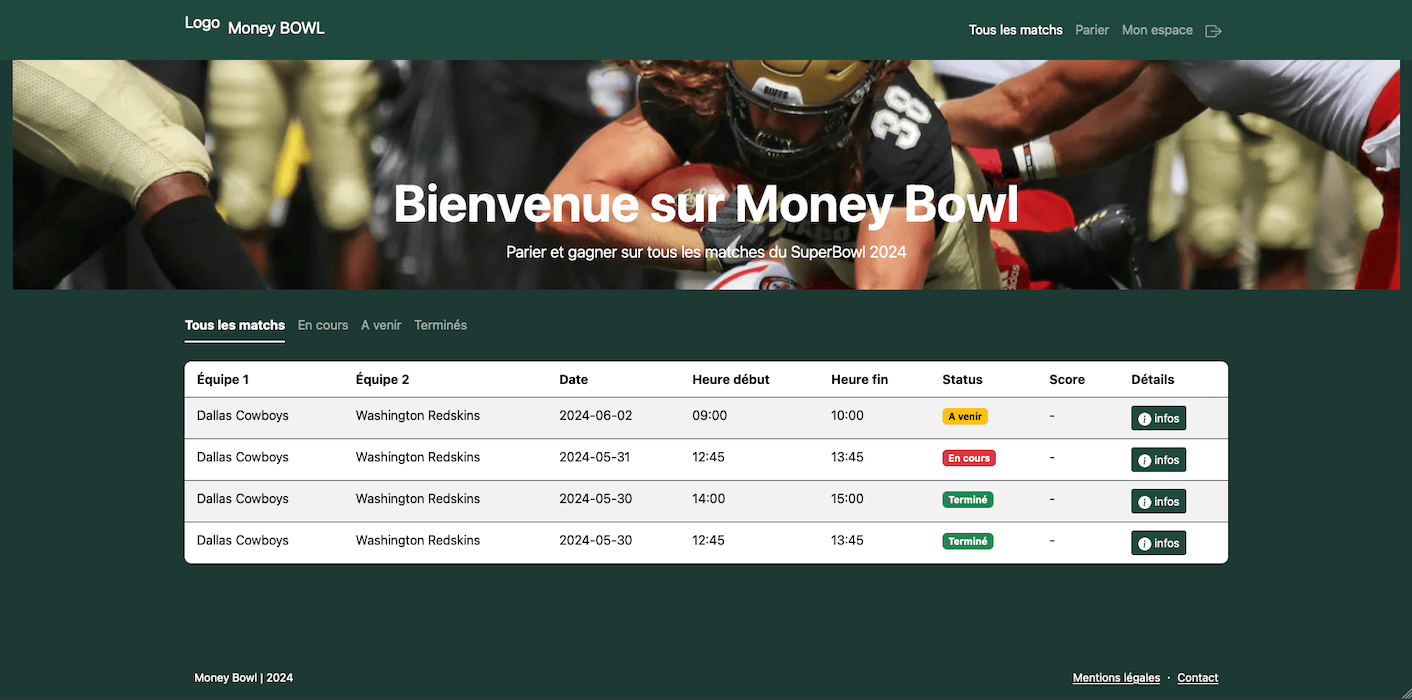 Logo Money BOWL Tous les matchs Parier Mon espace
BUFFS
38
Bienvenue sur Money Bowl
Parier et gagner sur tous les matches du SuperBowl 2024
adidas
Tous les matchs En cours A venir Terminés
Équipe 1 Équipe 2 Date Heure début Heure fin Status Score Détails
Dallas Cowboys Washington Redskins 2024-06-02 09:00 10:00 A venir - infos
Dallas Cowboys Washington Redskins 2024-05-31 12:45 13:45 En cours - infos
Dallas Cowboys Washington Redskins 2024-05-30 14:00 15:00 Terminé - infos
Dallas Cowboys Washington Redskins 2024-05-30 12:45 13:45 Terminé - infos
Money Bowl | 2024 Mentions légales · Contact